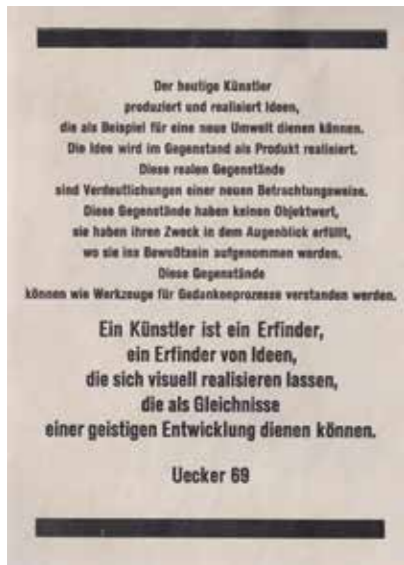 Der heutige Künstler
produziert und realisiert Ideen,
die als Beispiel für eine neue Umwelt dienen können.
Die Idee wird im Gegenstand als Produkt realisiert.
Diese realen Gegenstände
sind Verdeutlichungen einer neuen Betrachtungsweise.
Diese Gegenstände haben keinen Objektwert,
sie haben ihren Zweck in dem Augenblick erfüllt,
wo sie ins Bewußtsein aufgenommen werden.
Diese Gegenstände
können wie Werkzeuge für Gedankenprozesse verstanden werden.
Ein Künstler ist ein Erfinder,
ein Erfinder von Ideen,
die sich visuell realisieren lassen,
die als Gleichnisse
einer geistigen Entwicklung dienen können.
Uecker 69